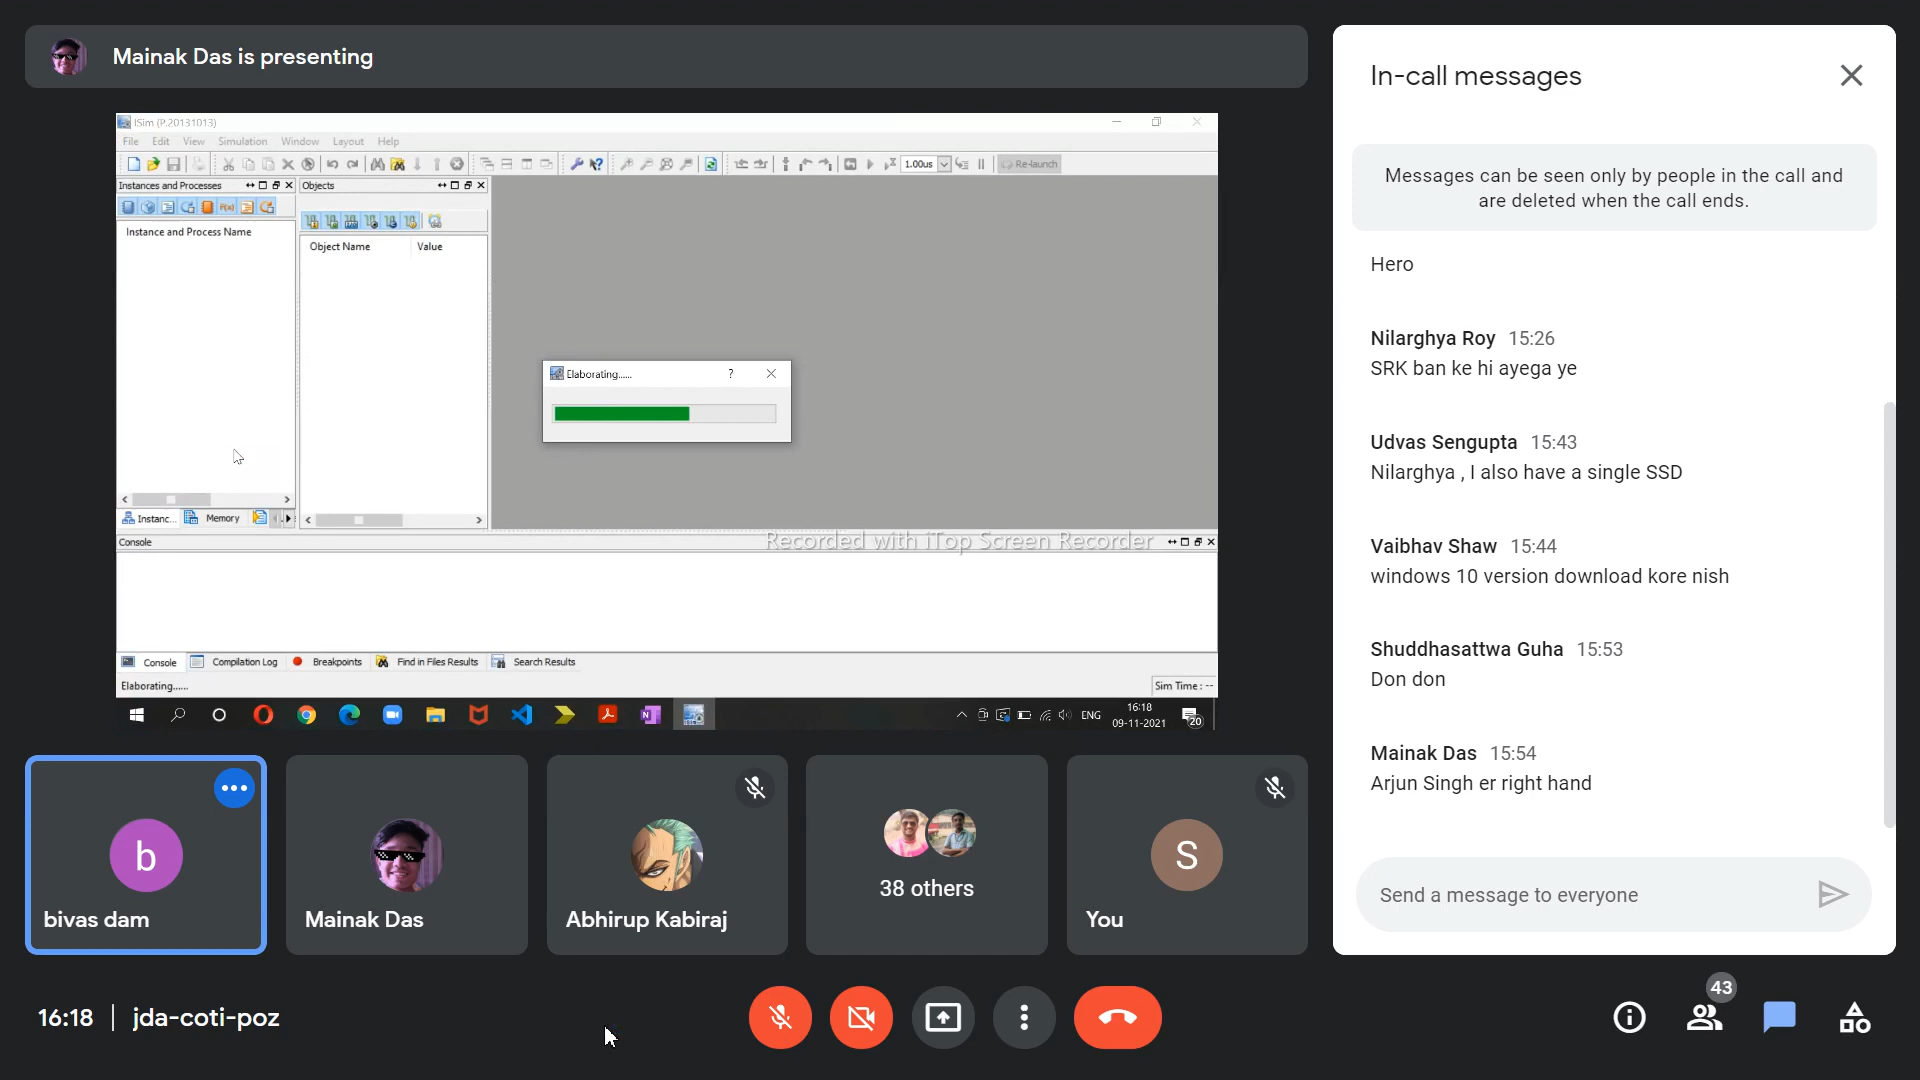 Mainak Das is presenting
ISim (P.20131013)
File Edit View Simulation Window Layout Help
1.00us Re-launch
Instances and Processes
Objects
Instance and Process Name
Object Name Value
Elaborating......
Instanc... Memory
Console
Recorded with iTop Screen Recorder
Console Compilation Log Breakpoints Find in Files Results Search Results
Elaborating......
Sim Time : --
ENG
16:18
09-11-2021
20
b
bivas dam
Mainak Das
Abhirup Kabiraj
38 others
S
You
16:18 | jda-coti-poz
In-call messages
Messages can be seen only by people in the call and
are deleted when the call ends.
Hero
Nilarghya Roy 15:26
SRK ban ke hi ayega ye
Udvas Sengupta 15:43
Nilarghya , I also have a single SSD
Vaibhav Shaw 15:44
windows 10 version download kore nish
Shuddhasattwa Guha 15:53
Don don
Mainak Das 15:54
Arjun Singh er right hand
Send a message to everyone
43